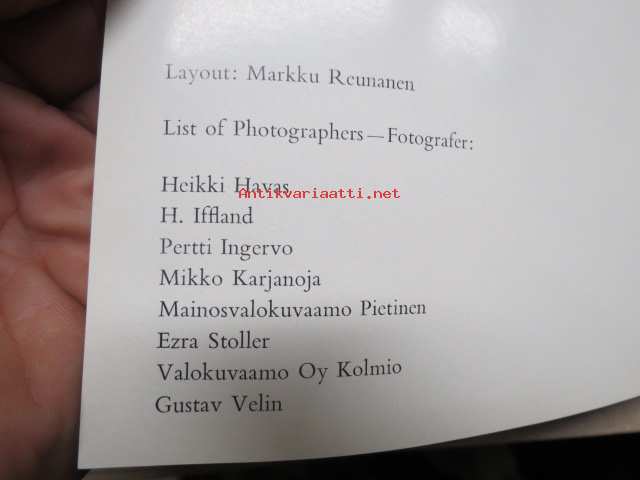 Layout: Markku Reunanen
List of Photographers—Fotografer:
Heikki Havas
Antikvariaatti.net
H. Iffland
Pertti Ingervo
Mikko Karjanoja
Mainosvalokuvaamo Pietinen
Ezra Stoller
Valokuvaamo Oy Kolmio
Gustav Velin